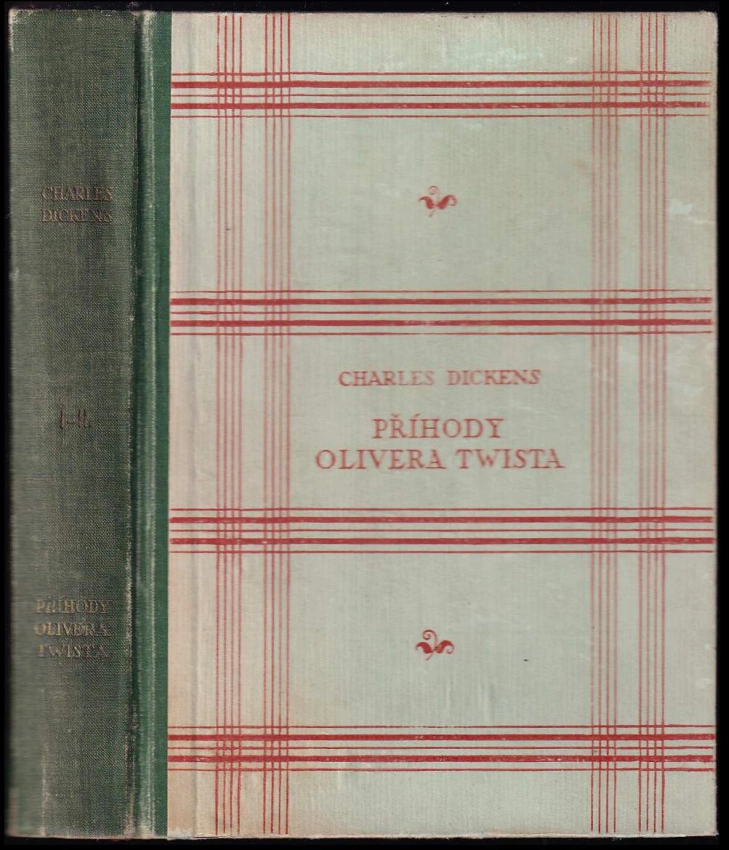 CHARLES
DICKENS
I-II.
PŘÍHODY
OLIVERA
TWISTA
CHARLES DICKENS
PŘÍHODY
OLIVERA TWISTA